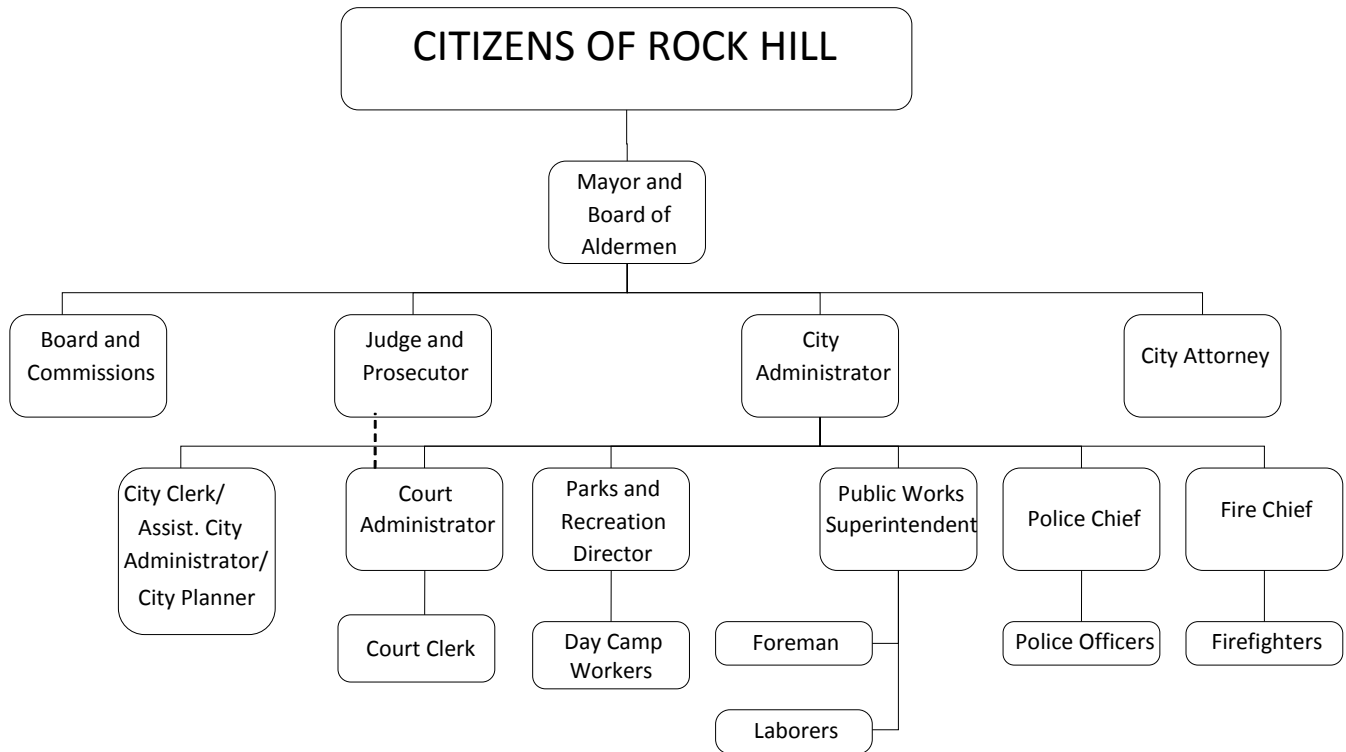 CITIZENS OF ROCK HILL
Mayor and
Board of
Aldermen
Board and
Commissions
Judge and
Prosecutor
City
Administrator
City Attorney
City Clerk/
Assist. City
Administrator/
City Planner
Court
Administrator
Parks and
Recreation
Director
Public Works
Superintendent
Police Chief
Fire Chief
Court Clerk
Day Camp
Workers
Foreman
Police Officers
Firefighters
Laborers